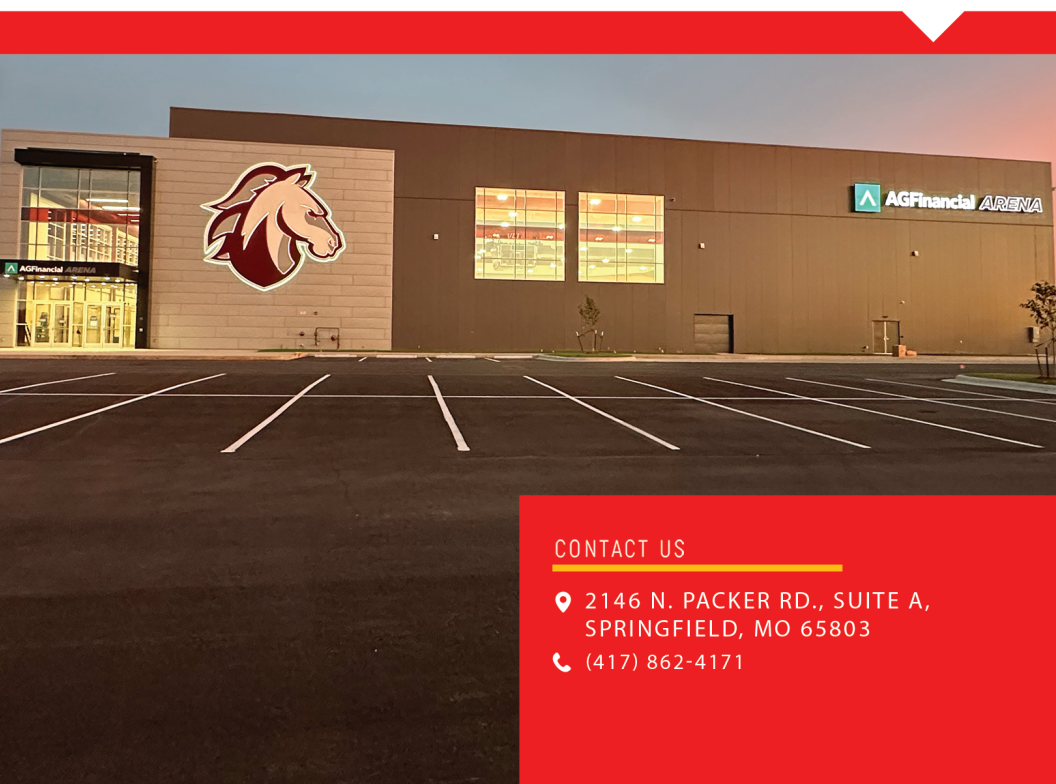 AGFinancial ARENA
AGFinancial ARENA
CONTACT US
2146 N. PACKER RD., SUITE A,
SPRINGFIELD, MO 65803
(417) 862-4171